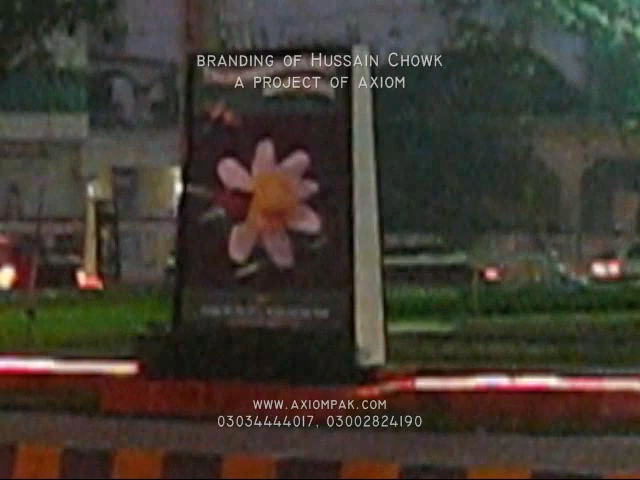 BRANDING OF HUSSAIN CHOWK
A PROJECT OF AXIOM
WWW.AXIOMPAK.COM
03034444017, 03002824190